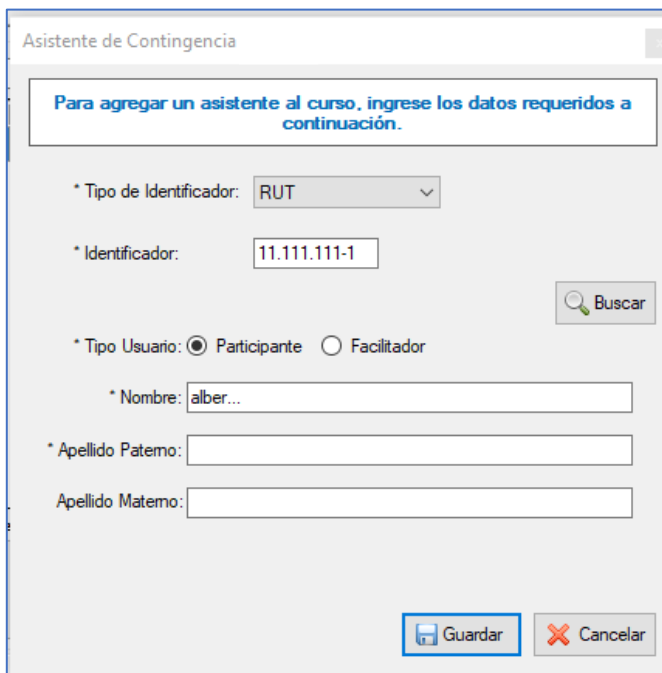 Asistente de Contingencia
Para agregar un asistente al curso, ingrese los datos requeridos a
continuación.
* Tipo de Identificador: RUT
* Identificador: 11.111.111-1
Buscar
* Tipo Usuario: Participante Facilitador
* Nombre: alber...
* Apellido Paterno:
Apellido Materno:
Guardar Cancelar